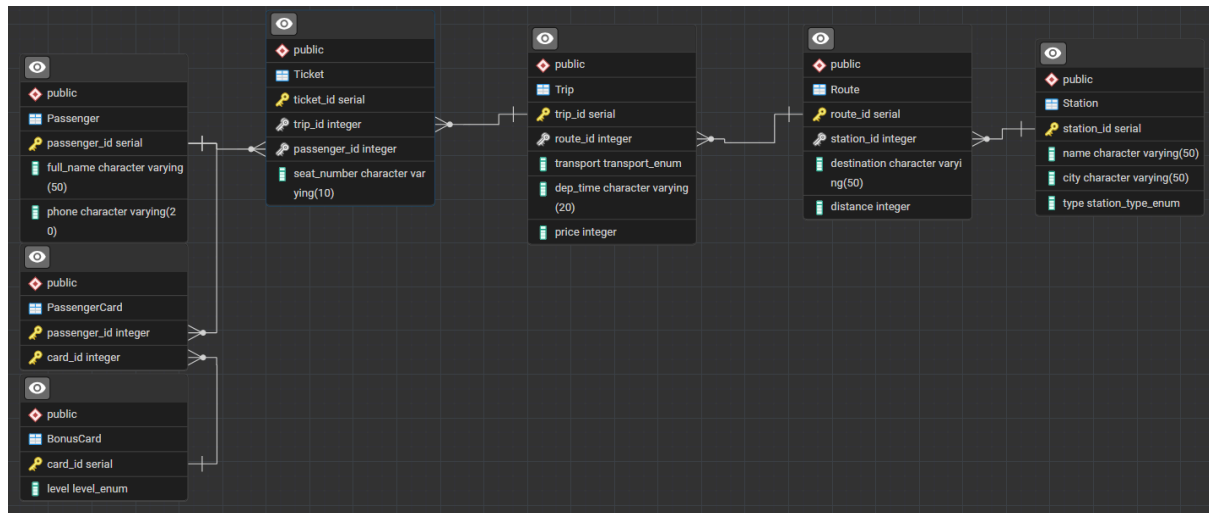 public
Passenger
passenger_id serial
full_name character varying
(50)
phone character varying(2
0)
public
PassengerCard
passenger_id integer
card_id integer
public
BonusCard
card_id serial
level level_enum
public
Ticket
ticket_id serial
trip_id integer
passenger_id integer
seat_number character var
ying(10)
public
Trip
trip_id serial
route_id integer
transport transport_enum
dep_time character varying
(20)
price integer
public
Route
route_id serial
station_id integer
destination character varyi
ng(50)
distance integer
public
Station
station_id serial
name character varying(50)
city character varying(50)
type station_type_enum